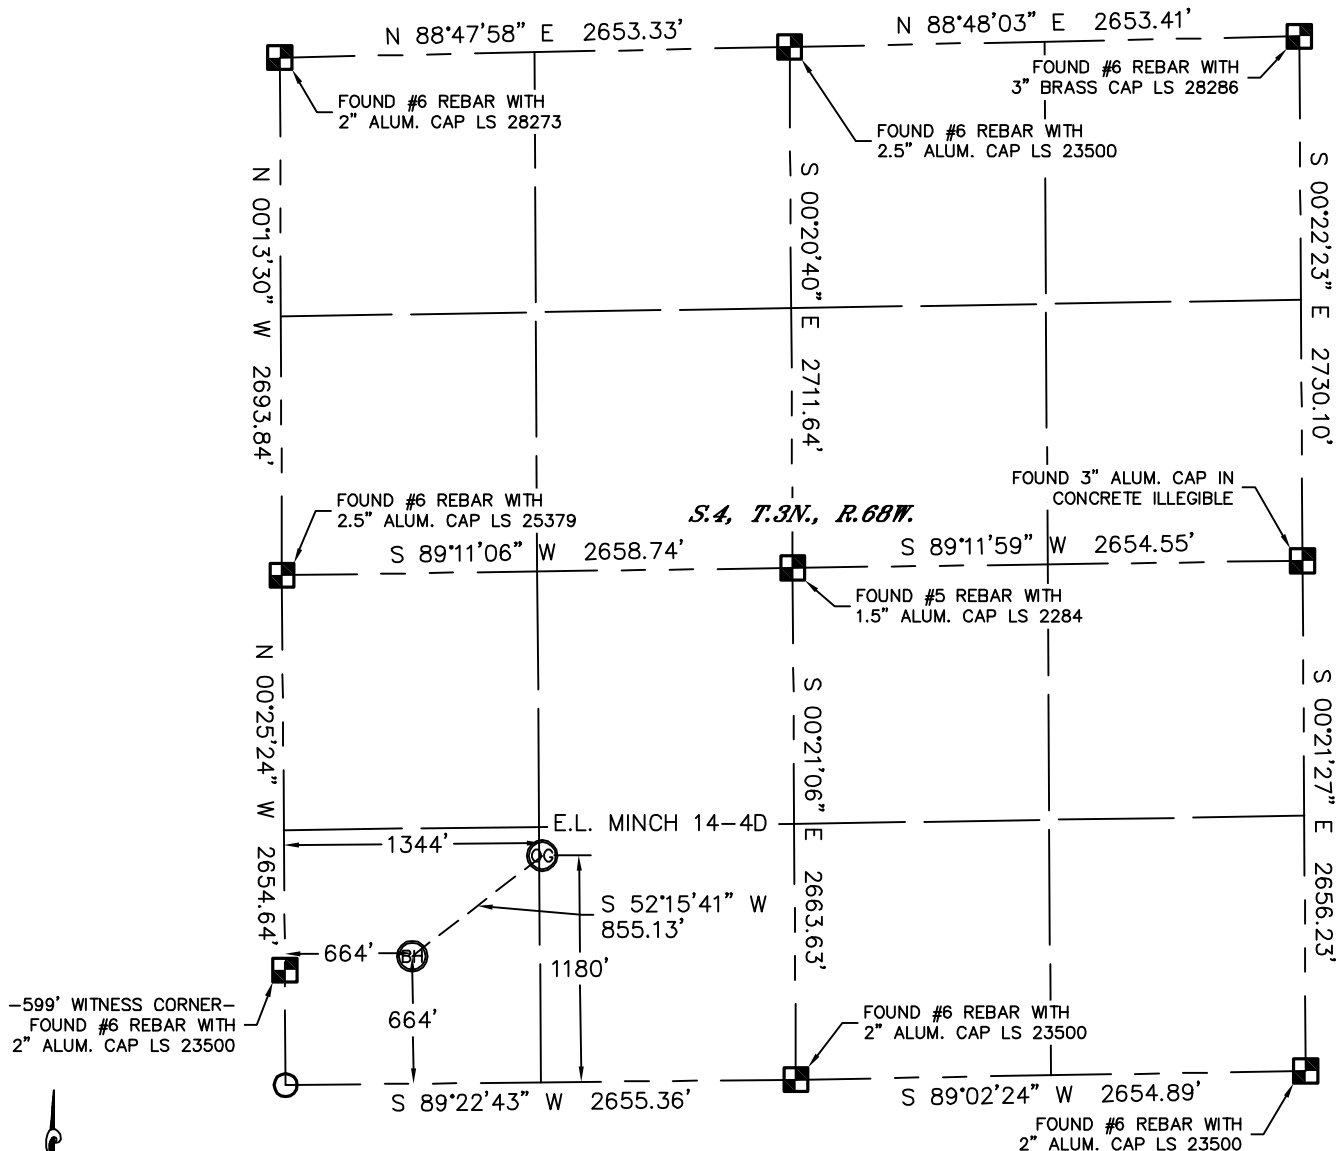 N 88°47'58" E 2653.33'
N 88°48'03" E 2653.41'
FOUND #6 REBAR WITH
2" ALUM. CAP LS 28273
FOUND #6 REBAR WITH
2.5" ALUM. CAP LS 23500
FOUND #6 REBAR WITH
3" BRASS CAP LS 28286
N 00°13'30" W 2693.84'
S 00°20'40" E 2711.64'
S 00°22'23" E 2730.10'
FOUND #6 REBAR WITH
2.5" ALUM. CAP LS 25379
S.4, T.3N., R.68W.
FOUND 3" ALUM. CAP IN
CONCRETE ILLEGIBLE
S 89°11'06" W 2658.74'
S 89°11'59" W 2654.55'
FOUND #5 REBAR WITH
1.5" ALUM. CAP LS 2284
N 00°25'24" W 2654.64'
S 00°21'06" E 2663.63'
S 00°21'27" E 2656.23'
E.L. MINCH 14-4D
1344'
OG
S 52°15'41" W
855.13'
664'
BH
1180'
664'
-599' WITNESS CORNER-
FOUND #6 REBAR WITH
2" ALUM. CAP LS 23500
FOUND #6 REBAR WITH
2" ALUM. CAP LS 23500
S 89°22'43" W 2655.36'
S 89°02'24" W 2654.89'
FOUND #6 REBAR WITH
2" ALUM. CAP LS 23500